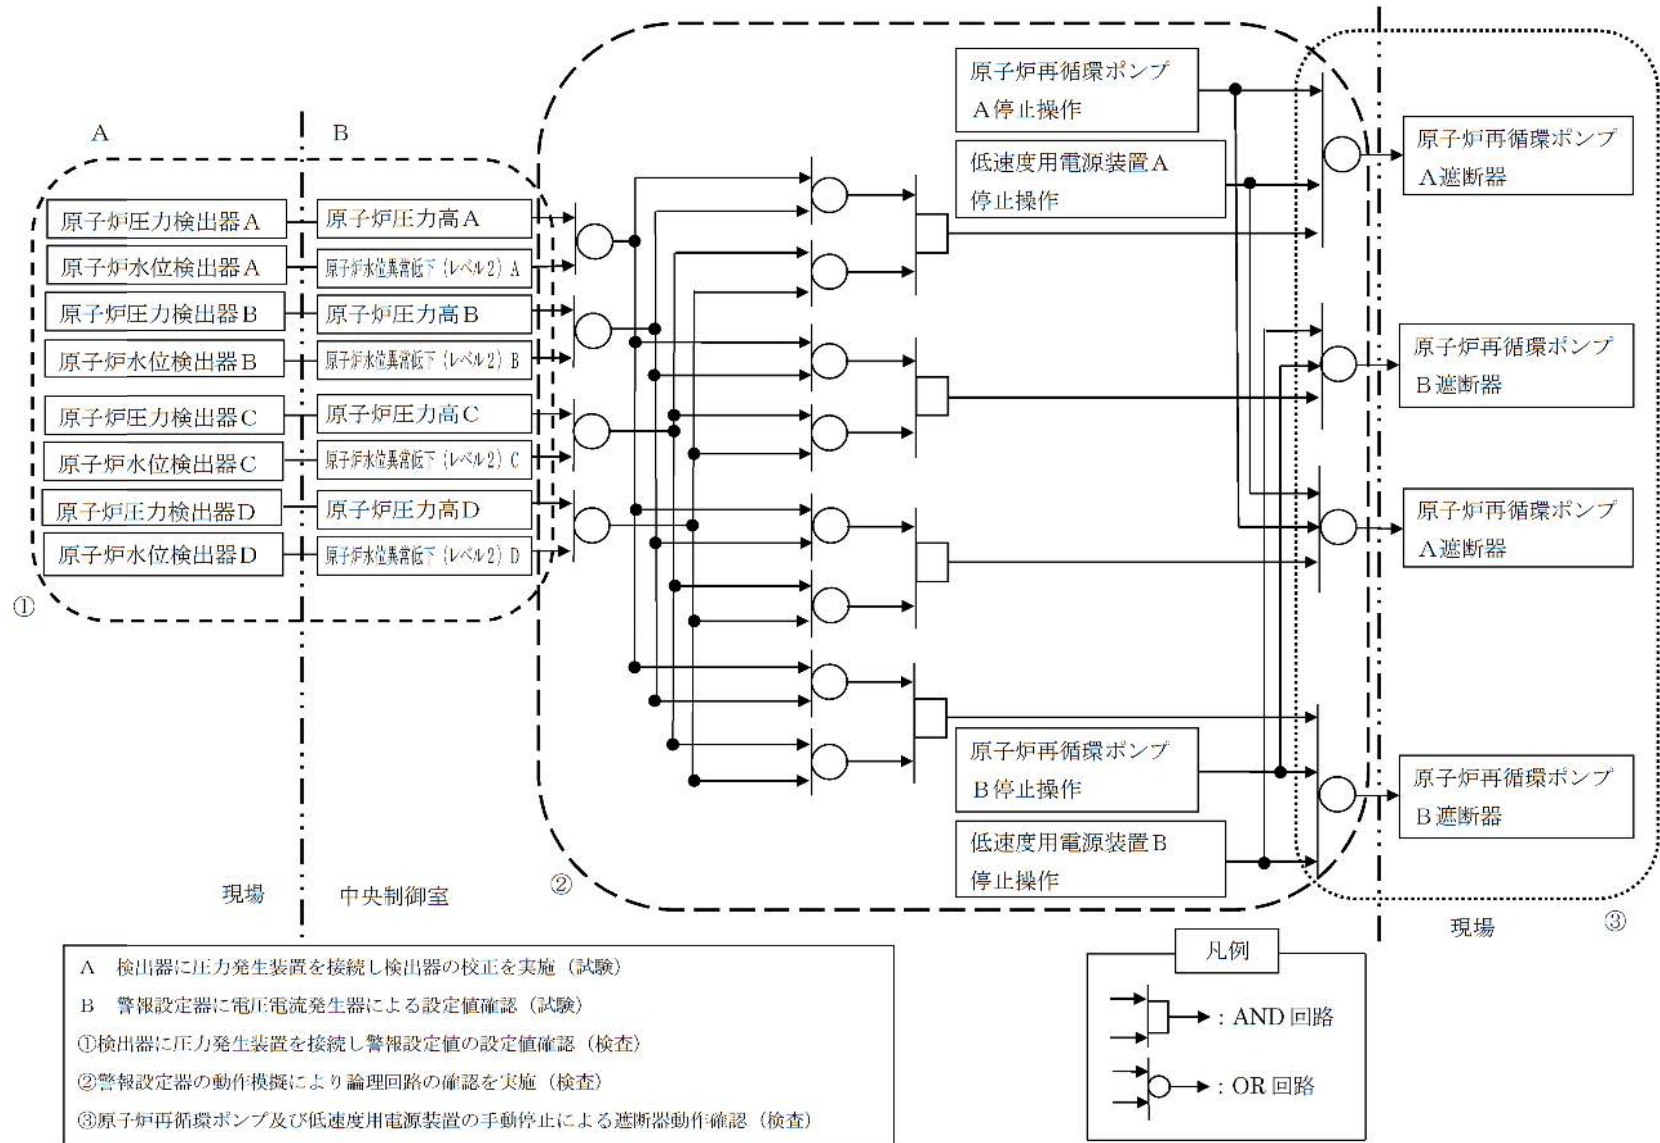 A
B
原子炉圧力検出器A
原子炉圧力高A
原子炉水位検出器A
原子炉水位異常低下（レベル2）A
原子炉圧力検出器B
原子炉圧力高B
原子炉水位検出器B
原子炉水位異常低下（レベル2）B
原子炉圧力検出器C
原子炉圧力高C
原子炉水位検出器C
原子炉水位異常低下（レベル2）C
原子炉圧力検出器D
原子炉圧力高D
原子炉水位検出器D
原子炉水位異常低下（レベル2）D
①
現場
中央制御室
②
原子炉再循環ポンプ
A停止操作
低速度用電源装置A
停止操作
原子炉再循環ポンプ
B停止操作
低速度用電源装置B
停止操作
原子炉再循環ポンプ
A遮断器
原子炉再循環ポンプ
B遮断器
原子炉再循環ポンプ
A遮断器
原子炉再循環ポンプ
B遮断器
現場
③
A 検出器に圧力発生装置を接続し検出器の校正を実施（試験）
B 警報設定器に電圧電流発生器による設定値確認（試験）
①検出器に圧力発生装置を接続し警報設定値の設定値確認（検査）
②警報設定器の動作模擬により論理回路の確認を実施（検査）
③原子炉再循環ポンプ及び低速度用電源装置の手動停止による遮断器動作確認（検査）
凡例
：AND回路
：OR回路